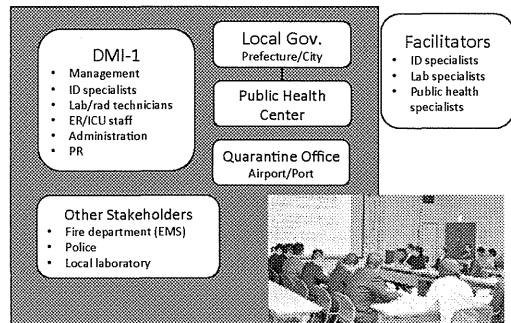 DMI-1
• Management
• ID specialists
• Lab/rad technicians
• ER/ICU staff
• Administration
• PR
Local Gov.
Prefecture/City
Public Health
Center
Quarantine Office
Airport/Port
Facilitators
• ID specialists
• Lab specialists
• Public health
specialists
Other Stakeholders
• Fire department (EMS)
• Police
• Local laboratory